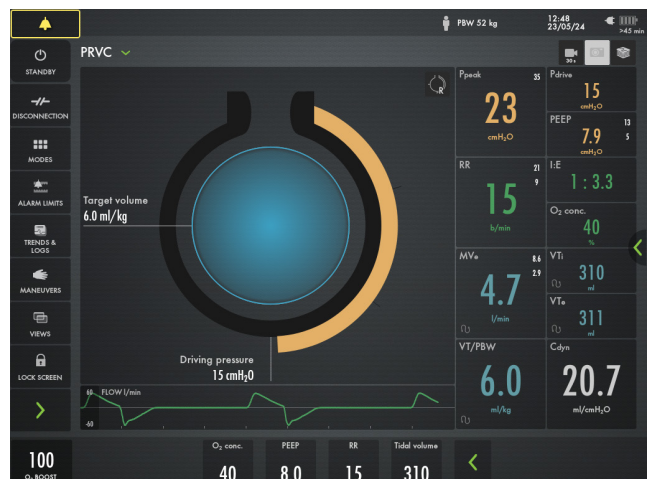 PBW 52 kg
12:48
23/05/24
>45 min
STANDBY
DISCONNECTION
MODES
ALARM LIMITS
TRENDS &
LOGS
MANEUVERS
VIEWS
LOCK SCREEN
100
O₂ BOOST
PRVC
30 s
R
Target volume
6.0 ml/kg
Driving pressure
15 cmH₂O
60 FLOW l/min
-60
Ppeak 35
23
cmH₂O
Pdrive
15
cmH₂O
PEEP 13
7.9 5
cmH₂O
RR 21
9
15
b/min
I:E
1 : 3.3
O₂ conc.
40
%
MVe 8.6
2.9
4.7
l/min
VTi
310
ml
VTe
311
ml
VT/PBW
6.0
ml/kg
Cdyn
20.7
ml/cmH₂O
O₂ conc.
40
PEEP
8.0
RR
15
Tidal volume
310